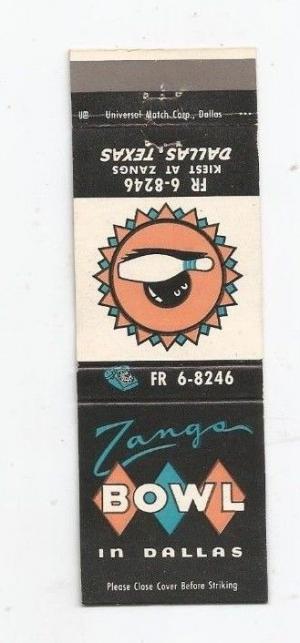 UM Universal Match Corp., Dallas
DALLAS, TEXAS
KIEST AT ZANGS
FR 6-8246
FR 6-8246
Zangs
BOWL
in DALLAS
Please Close Cover Before Striking